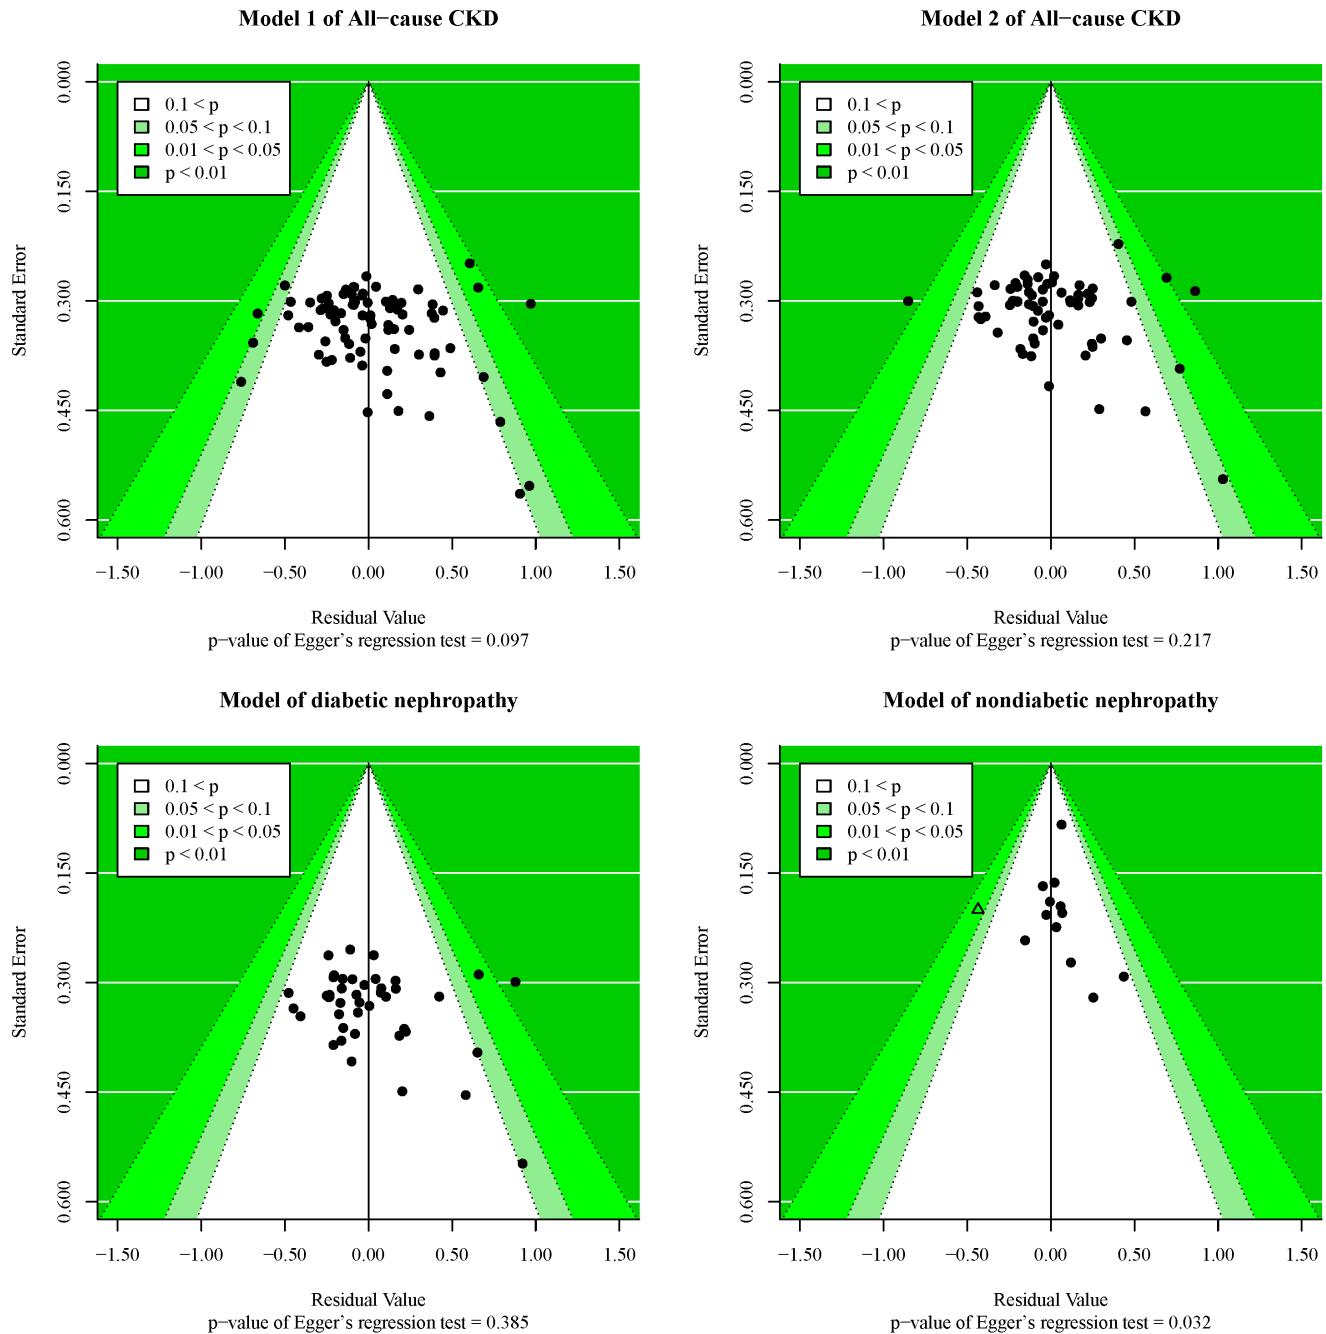 Model 1 of All−cause CKD
0.000
0.150
0.300
0.450
0.600
Standard Error
0.1 < p
0.05 < p < 0.1
0.01 < p < 0.05
p < 0.01
−1.50 −1.00 −0.50 0.00 0.50 1.00 1.50
Residual Value
p−value of Egger’s regression test = 0.097
Model 2 of All−cause CKD
0.000
0.150
0.300
0.450
0.600
Standard Error
0.1 < p
0.05 < p < 0.1
0.01 < p < 0.05
p < 0.01
−1.50 −1.00 −0.50 0.00 0.50 1.00 1.50
Residual Value
p−value of Egger’s regression test = 0.217
Model of diabetic nephropathy
0.000
0.150
0.300
0.450
0.600
Standard Error
0.1 < p
0.05 < p < 0.1
0.01 < p < 0.05
p < 0.01
−1.50 −1.00 −0.50 0.00 0.50 1.00 1.50
Residual Value
p−value of Egger’s regression test = 0.385
Model of nondiabetic nephropathy
0.000
0.150
0.300
0.450
0.600
Standard Error
0.1 < p
0.05 < p < 0.1
0.01 < p < 0.05
p < 0.01
−1.50 −1.00 −0.50 0.00 0.50 1.00 1.50
Residual Value
p−value of Egger’s regression test = 0.032